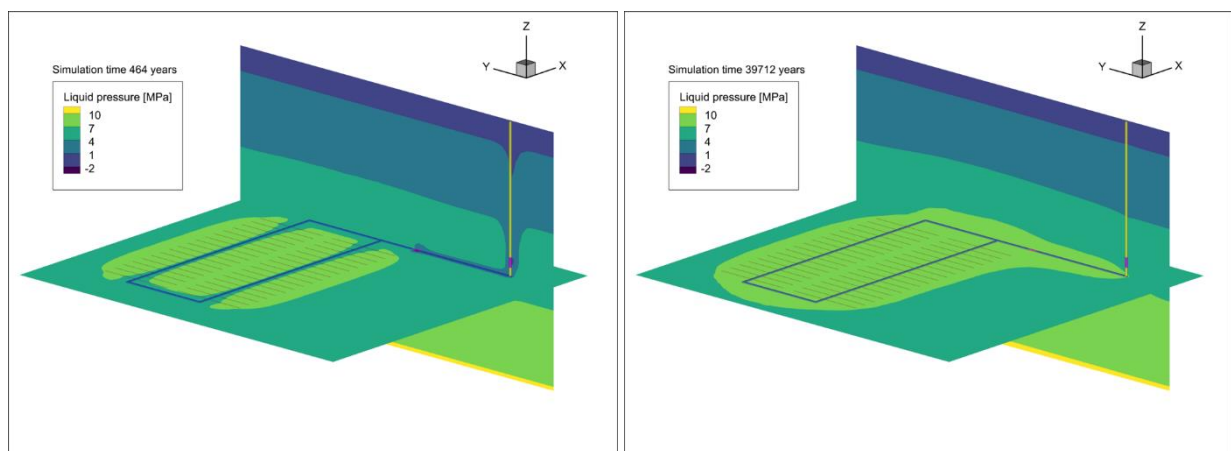 Z
Y
X
Simulation time 464 years
Liquid pressure [MPa]
10
7
4
1
-2
Z
Y
X
Simulation time 39712 years
Liquid pressure [MPa]
10
7
4
1
-2